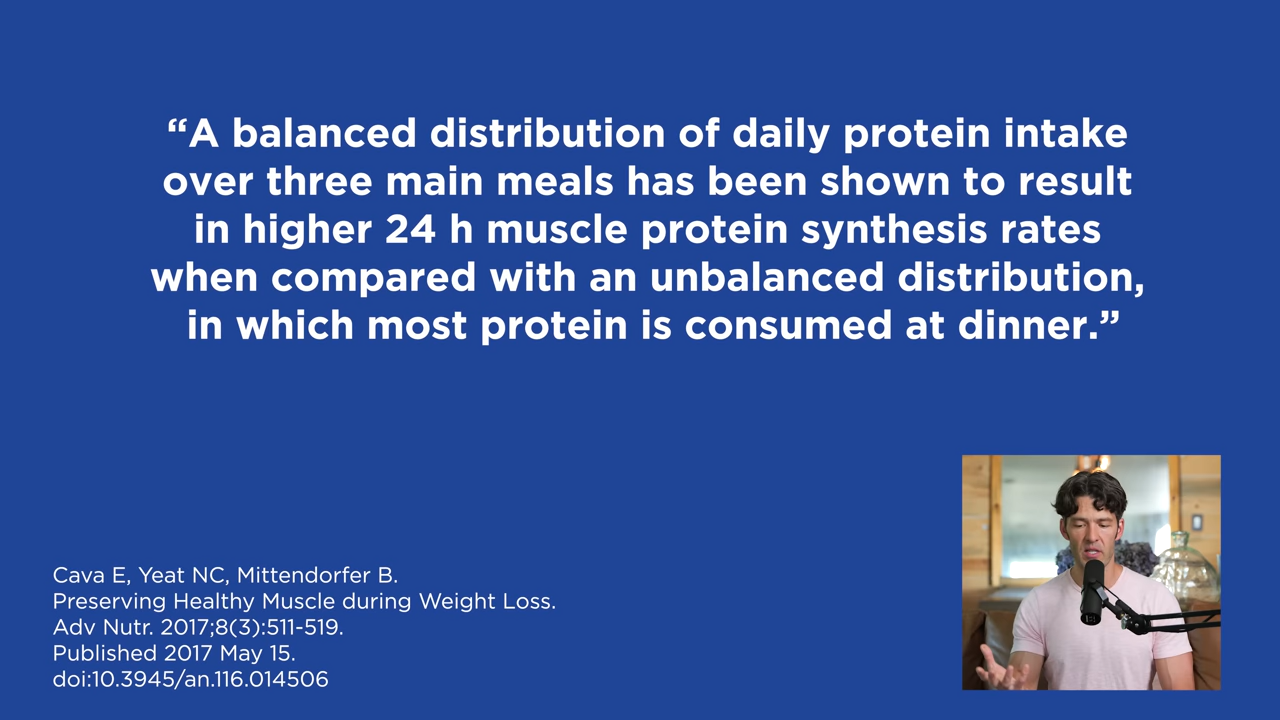 “A balanced distribution of daily protein intake
over three main meals has been shown to result
in higher 24 h muscle protein synthesis rates
when compared with an unbalanced distribution,
in which most protein is consumed at dinner.”
Cava E, Yeat NC, Mittendorfer B.
Preserving Healthy Muscle during Weight Loss.
Adv Nutr. 2017;8(3):511-519.
Published 2017 May 15.
doi:10.3945/an.116.014506